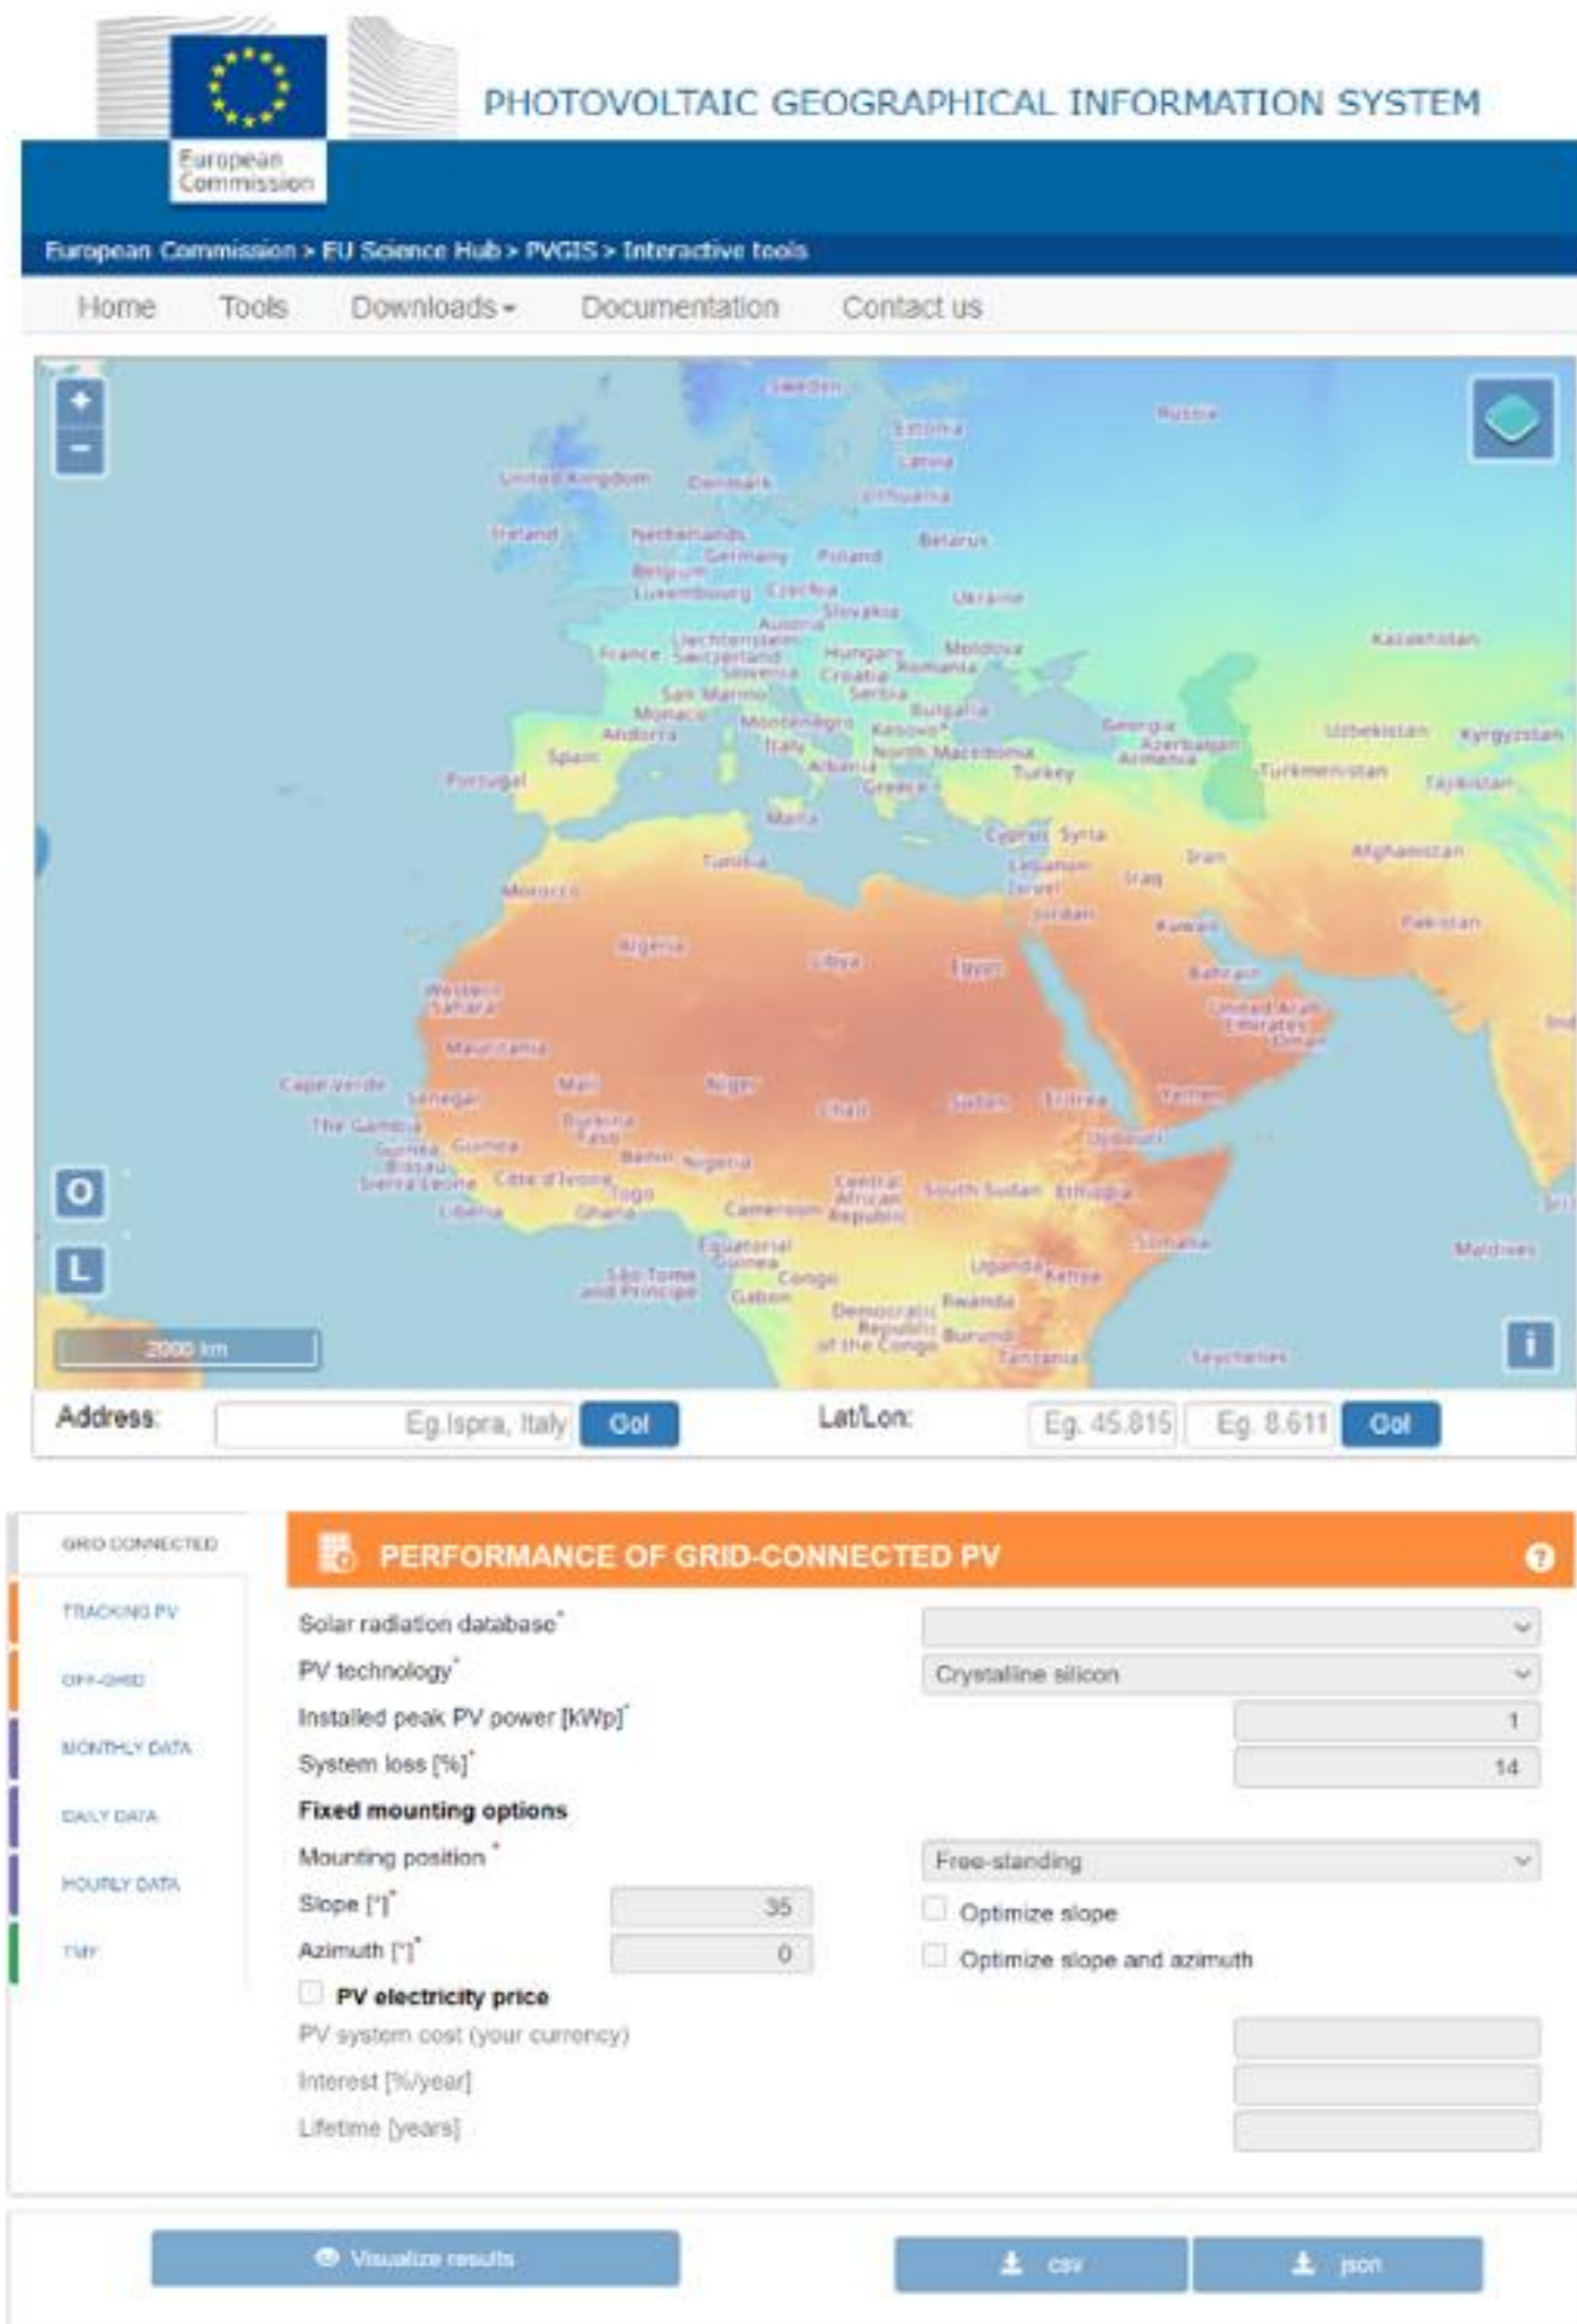 PHOTOVOLTAIC GEOGRAPHICAL INFORMATION SYSTEM
European
Commission
European Commission > EU Science Hub > PVGIS > Interactive tools
Home Tools Downloads Documentation Contact us
+
-
Sweden
Russia
Estonia
Latvia
United Kingdom Denmark
Lithuania
Ireland Netherlands Belarus
Germany Poland
Belgium
Luxembourg Czechia Ukraine
Slovakia
Austria
Liechtenstein Kazakhstan
France Switzerland Hungary Moldova
Slovenia Croatia Romania
San Marino Serbia
Monaco Bulgaria
Andorra Montenegro Kosovo* Georgia Uzbekistan Kyrgyzstan
Spain Italy North Macedonia Azerbaijan
Portugal Albania Greece Turkey Armenia Turkmenistan Tajikistan
Malta Cyprus Syria
Tunisia Lebanon Iran Afghanistan
Morocco Israel Iraq
Jordan Kuwait Pakistan
Algeria Libya Egypt Bahrain
Western
Sahara
United Arab
Emirates
Oman
Mauritania
Cape Verde Senegal Mali Niger Chad Sudan Eritrea Yemen
The Gambia Burkina
Faso
Djibouti
Guinea-
Bissau
Guinea Benin Nigeria
Sierra Leone Côte d'Ivoire Togo
Central
African
Republic
South Sudan Ethiopia
Liberia Ghana Cameroon
Equatorial
Guinea
Somalia Maldives
São Tomé
and Príncipe
Congo Uganda Kenya
Gabon
Democratic
Republic
of the Congo
Rwanda
Burundi
Tanzania Seychelles
O
L
2000 km
i
Address: Eg.Ispra, Italy Go! Lat/Lon: Eg. 45.815 Eg. 8.611 Go!
GRID CONNECTED
TRACKING PV
OFF-GRID
MONTHLY DATA
DAILY DATA
HOURLY DATA
TMY
PERFORMANCE OF GRID-CONNECTED PV ?
Solar radiation database*
PV technology* Crystalline silicon
Installed peak PV power [kWp]* 1
System loss [%]* 14
Fixed mounting options
Mounting position * Free-standing
Slope [°]* 35 Optimize slope
Azimuth [°]* 0 Optimize slope and azimuth
PV electricity price
PV system cost (your currency)
Interest [%/year]
Lifetime [years]
Visualize results csv json